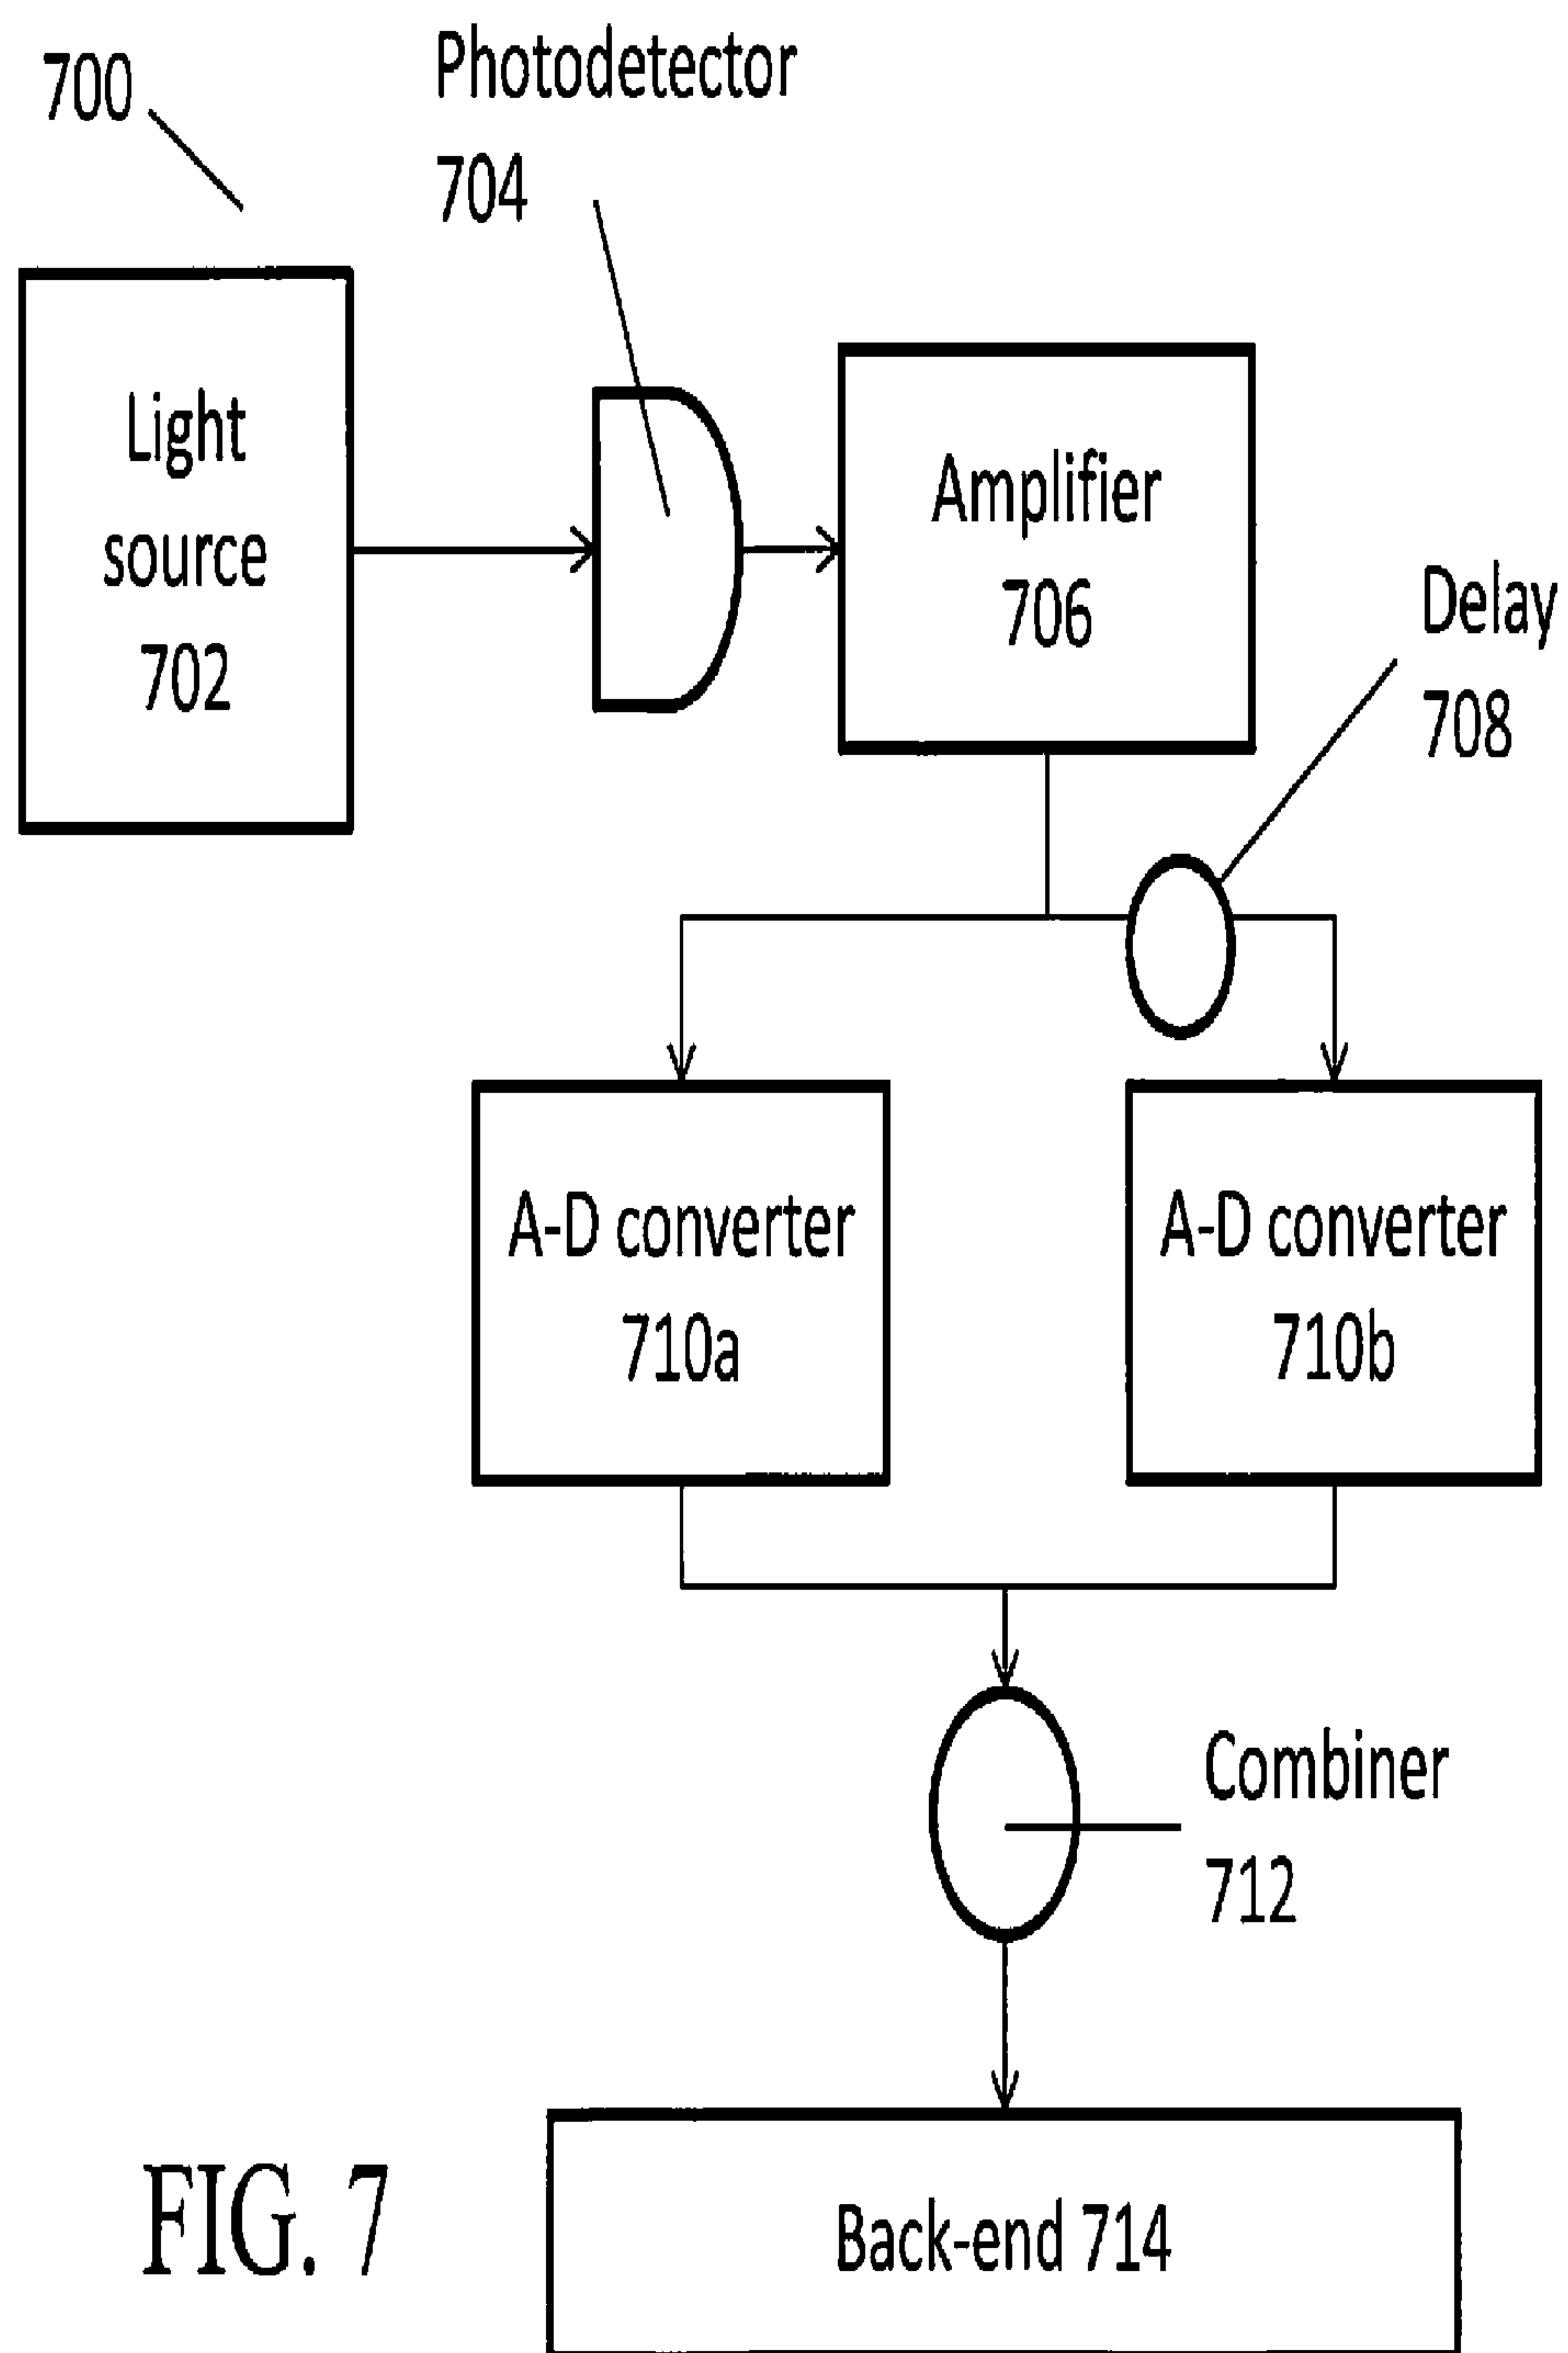 700
Photodetector
704
Light
source
702
Amplifier
706
Delay
708
A-D converter
710a
A-D converter
710b
Combiner
712
Back-end 714
FIG. 7